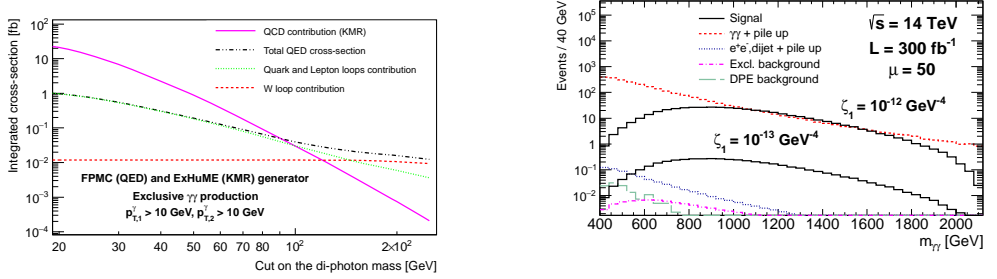 Integrated cross-section [fb]
10²
10
1
10⁻¹
10⁻²
10⁻³
10⁻⁴
QCD contribution (KMR)
Total QED cross-section
Quark and Lepton loops contribution
W loop contribution
FPMC (QED) and ExHuME (KMR) generator
Exclusive γγ production
p^γ_{T,1} > 10 GeV, p^γ_{T,2} > 10 GeV
20 30 40 50 60 70 80 10² 2×10²
Cut on the di-photon mass [GeV]
Events / 40 GeV
10⁵
10⁴
10³
10²
10
1
10⁻¹
10⁻²
Signal
γγ + pile up
e⁺e⁻,dijet + pile up
Excl. background
DPE background
√s = 14 TeV
L = 300 fb⁻¹
μ = 50
ζ₁ = 10⁻¹² GeV⁻⁴
ζ₁ = 10⁻¹³ GeV⁻⁴
400 600 800 1000 1200 1400 1600 1800 2000
m_{γγ} [GeV]